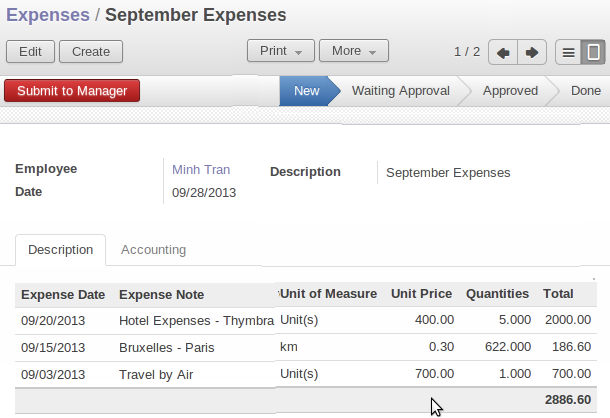 Expenses / September Expenses
Edit Create Print More 1 / 2
Submit to Manager New Waiting Approval Approved Done
Employee Minh Tran Description September Expenses
Date 09/28/2013
Description Accounting
Expense Date Expense Note Unit of Measure Unit Price Quantities Total
09/20/2013 Hotel Expenses - Thymbra Unit(s) 400.00 5.000 2000.00
09/15/2013 Bruxelles - Paris km 0.30 622.000 186.60
09/03/2013 Travel by Air Unit(s) 700.00 1.000 700.00
2886.60